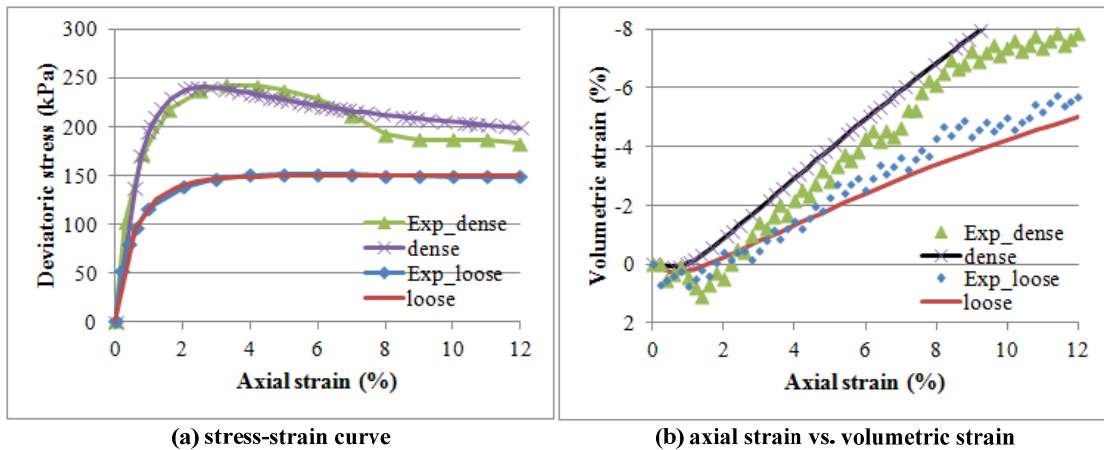 300
250
200
150
100
50
0
Deviatoric stress (kPa)
0
2
4
6
8
10
12
Axial strain (%)
Exp_dense
dense
Exp_loose
loose
(a) stress-strain curve
-8
-6
-4
-2
0
2
Volumetric strain (%)
0
2
4
6
8
10
12
Axial strain (%)
Exp_dense
dense
Exp_loose
loose
(b) axial strain vs. volumetric strain